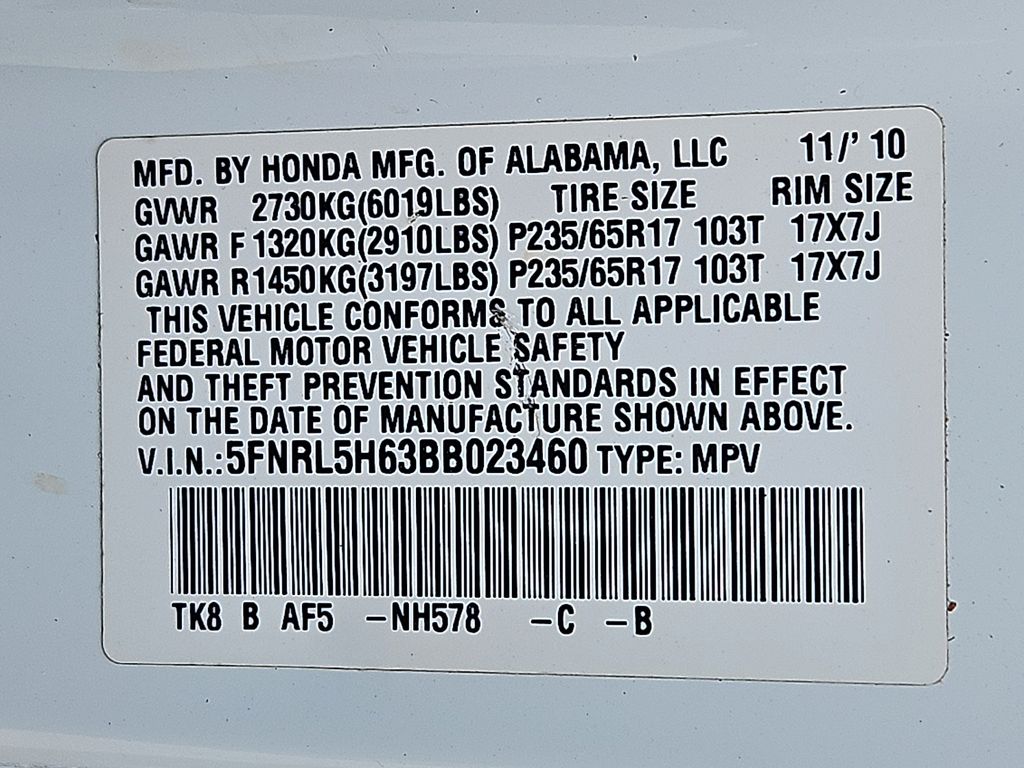 MFD. BY HONDA MFG. OF ALABAMA, LLC 11/' 10
GVWR 2730KG(6019LBS) TIRE SIZE RIM SIZE
GAWR F 1320KG(2910LBS) P235/65R17 103T 17X7J
GAWR R1450KG(3197LBS) P235/65R17 103T 17X7J
THIS VEHICLE CONFORMS TO ALL APPLICABLE
FEDERAL MOTOR VEHICLE SAFETY
AND THEFT PREVENTION STANDARDS IN EFFECT
ON THE DATE OF MANUFACTURE SHOWN ABOVE.
V.I.N.:5FNRL5H63BB023460 TYPE: MPV
TK8 B AF5 –NH578 –C –B